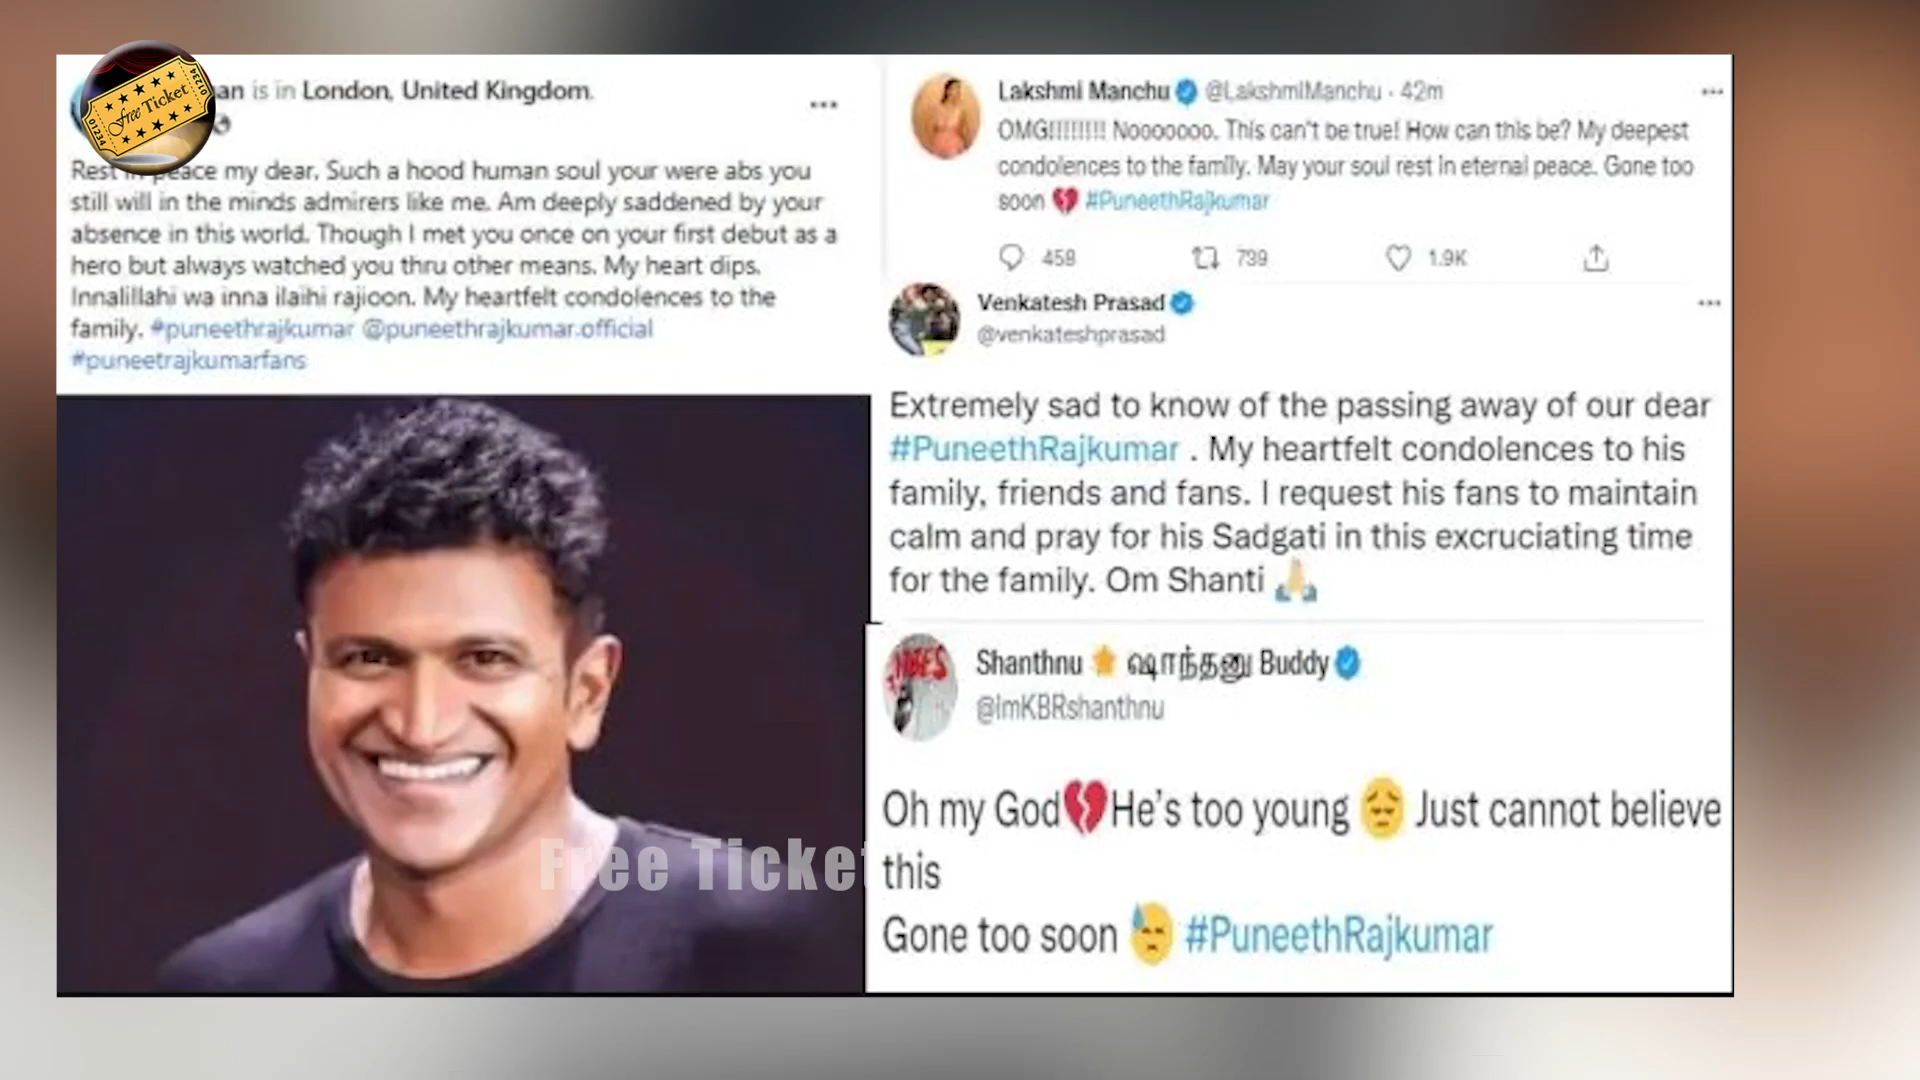 Free Ticket
01234
01234
an is in London, United Kingdom.
Rest in peace my dear. Such a hood human soul your were abs you
still will in the minds admirers like me. Am deeply saddened by your
absence in this world. Though I met you once on your first debut as a
hero but always watched you thru other means. My heart dips.
Innalillahi wa inna ilaihi rajioon. My heartfelt condolences to the
family. #puneethrajkumar @puneethrajkumar.official
#puneetrajkumarfans
Free Ticket
Lakshmi Manchu @LakshmiManchu · 42m
OMG!!!!!!!! Nooooooo. This can't be true! How can this be? My deepest
condolences to the family. May your soul rest in eternal peace. Gone too
soon 💔 #PuneethRajkumar
458 739 1.9K
Venkatesh Prasad
@venkateshprasad
Extremely sad to know of the passing away of our dear
#PuneethRajkumar . My heartfelt condolences to his
family, friends and fans. I request his fans to maintain
calm and pray for his Sadgati in this excruciating time
for the family. Om Shanti 🙏
Shanthnu ⭐ ஷாந்தனு Buddy
@imKBRshanthnu
Oh my God💔He's too young 😔 Just cannot believe
this
Gone too soon 😓 #PuneethRajkumar